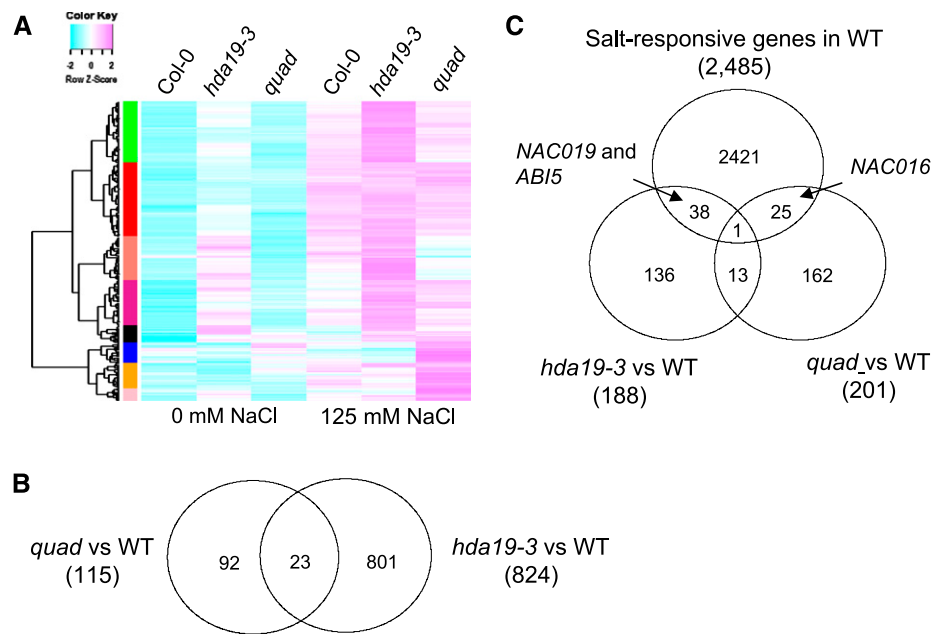 A
Color Key
-2 0 2
Row Z-Score
Col-0
hda19-3
quad
Col-0
hda19-3
quad
0 mM NaCl
125 mM NaCl
B
quad vs WT
(115)
92
23
801
hda19-3 vs WT
(824)
C
Salt-responsive genes in WT
(2,485)
NAC019 and
ABI5
2421
NAC016
38
1
25
136
13
162
hda19-3 vs WT
(188)
quad_vs WT
(201)